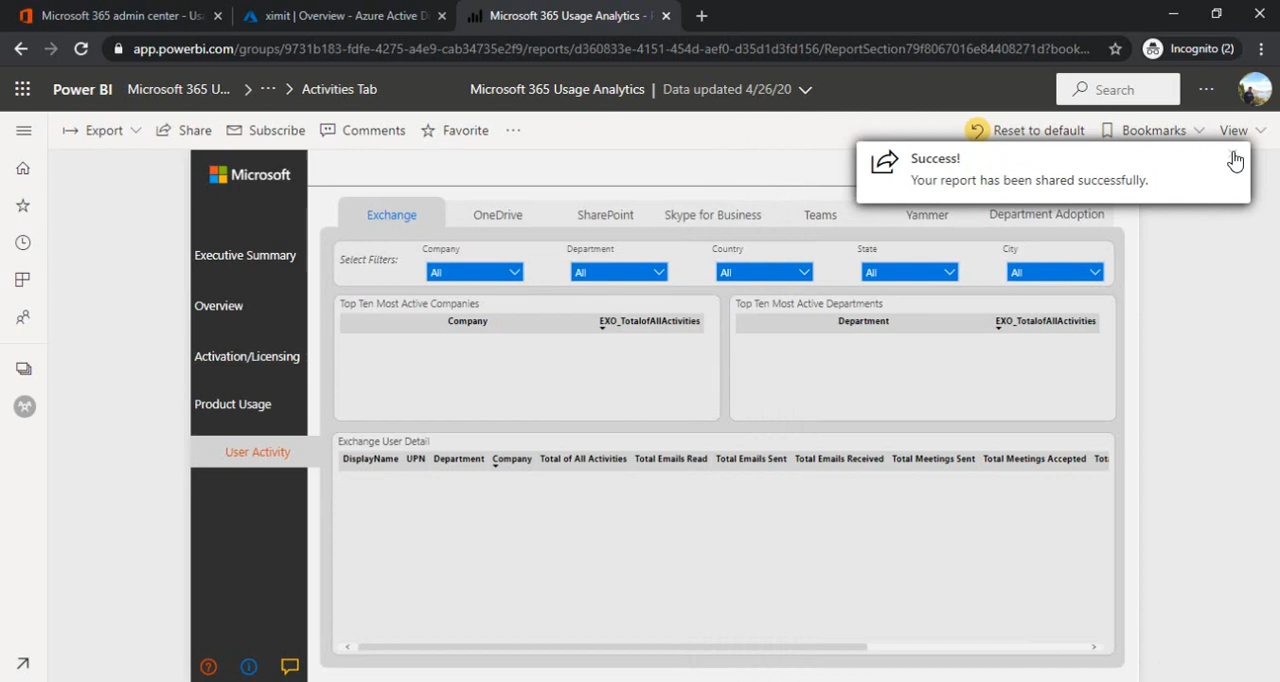 Microsoft 365 admin center - Usa
ximit | Overview - Azure Active D
Microsoft 365 Usage Analytics -
app.powerbi.com/groups/9731b183-fdfe-4275-a4e9-cab34735e2f9/reports/d360833e-4151-454d-aef0-d35d1d3fd156/ReportSection79f8067016e84408271d?book...
Incognito (2)
Power BI Microsoft 365 U... > ... > Activities Tab
Microsoft 365 Usage Analytics | Data updated 4/26/20
Search
Export Share Subscribe Comments Favorite ...
Reset to default Bookmarks View
Success!
Your report has been shared successfully.
Microsoft
Executive Summary
Overview
Activation/Licensing
Product Usage
User Activity
Exchange OneDrive SharePoint Skype for Business Teams Yammer Department Adoption
Select Filters:
Company Department Country State City
All All All All All
Top Ten Most Active Companies
Company EXO_TotalofAllActivities
Top Ten Most Active Departments
Department EXO_TotalofAllActivities
Exchange User Detail
DisplayName UPN Department Company Total of All Activities Total Emails Read Total Emails Sent Total Emails Received Total Meetings Sent Total Meetings Accepted Tot